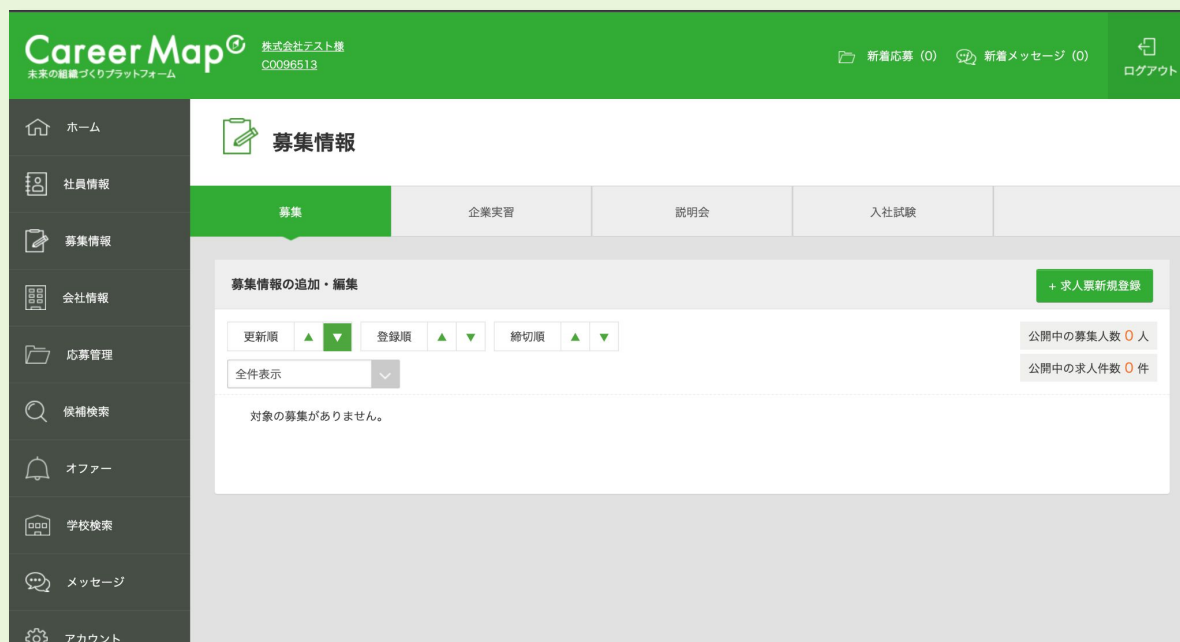 Career Map
未来の組織づくりプラットフォーム
株式会社テスト様
C0096513
新着応募 (0)
新着メッセージ (0)
ログアウト
ホーム
社員情報
募集情報
会社情報
応募管理
候補検索
オファー
学校検索
メッセージ
アカウント
募集情報
募集 企業実習 説明会 入社試験
募集情報の追加・編集
+ 求人票新規登録
更新順 ▲ ▼ 登録順 ▲ ▼ 締切順 ▲ ▼
公開中の募集人数 0 人
全件表示
公開中の求人件数 0 件
対象の募集がありません。